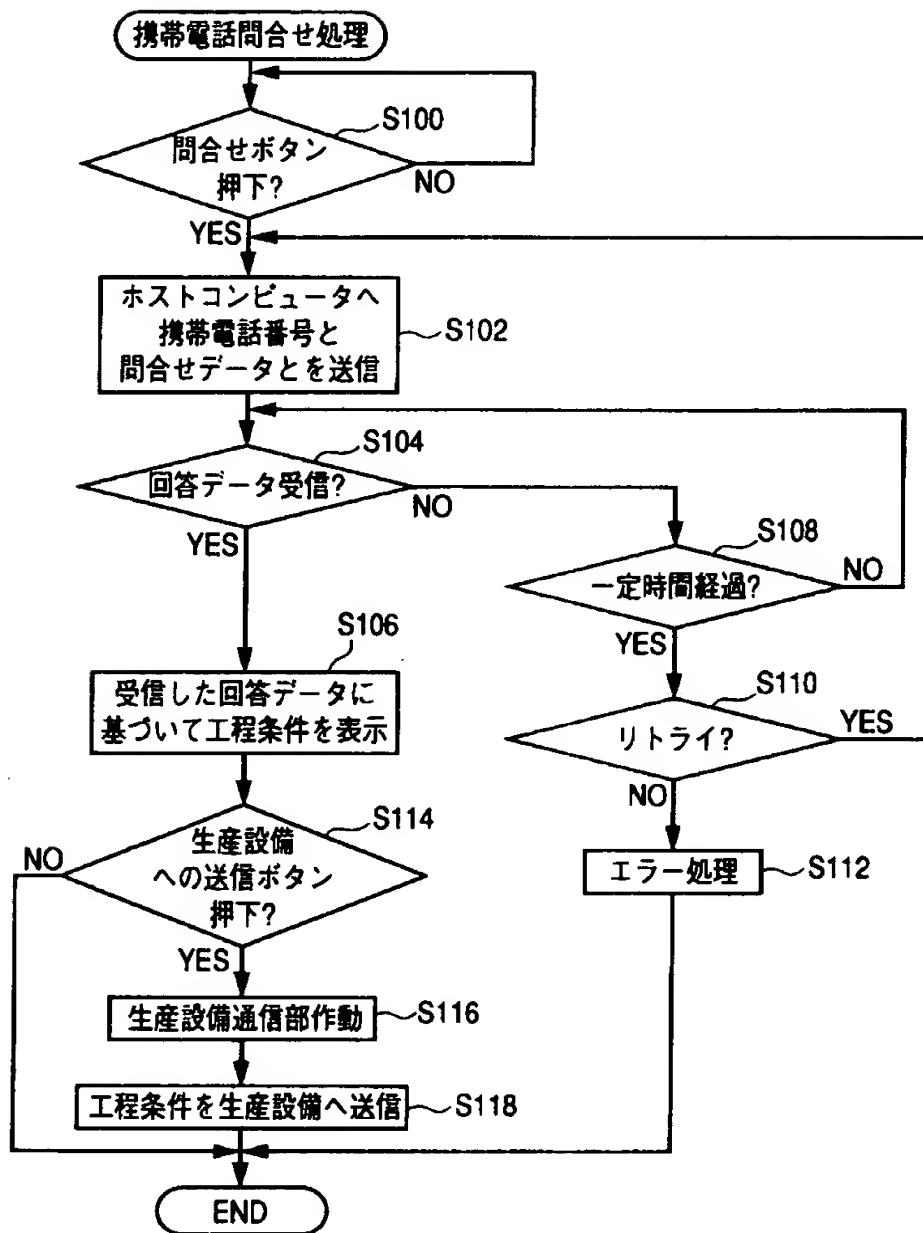 携帯電話問合せ処理
S100
問合せボタン
押下?
NO
YES
ホストコンピュータへ
携帯電話番号と
問合せデータとを送信
S102
S104
回答データ受信?
NO
YES
S108
一定時間経過?
NO
YES
S106
受信した回答データに
基づいて工程条件を表示
S110
リトライ?
YES
NO
S114
生産設備
への送信ボタン
押下?
NO
YES
エラー処理
S112
生産設備通信部作動
S116
工程条件を生産設備へ送信
S118
END